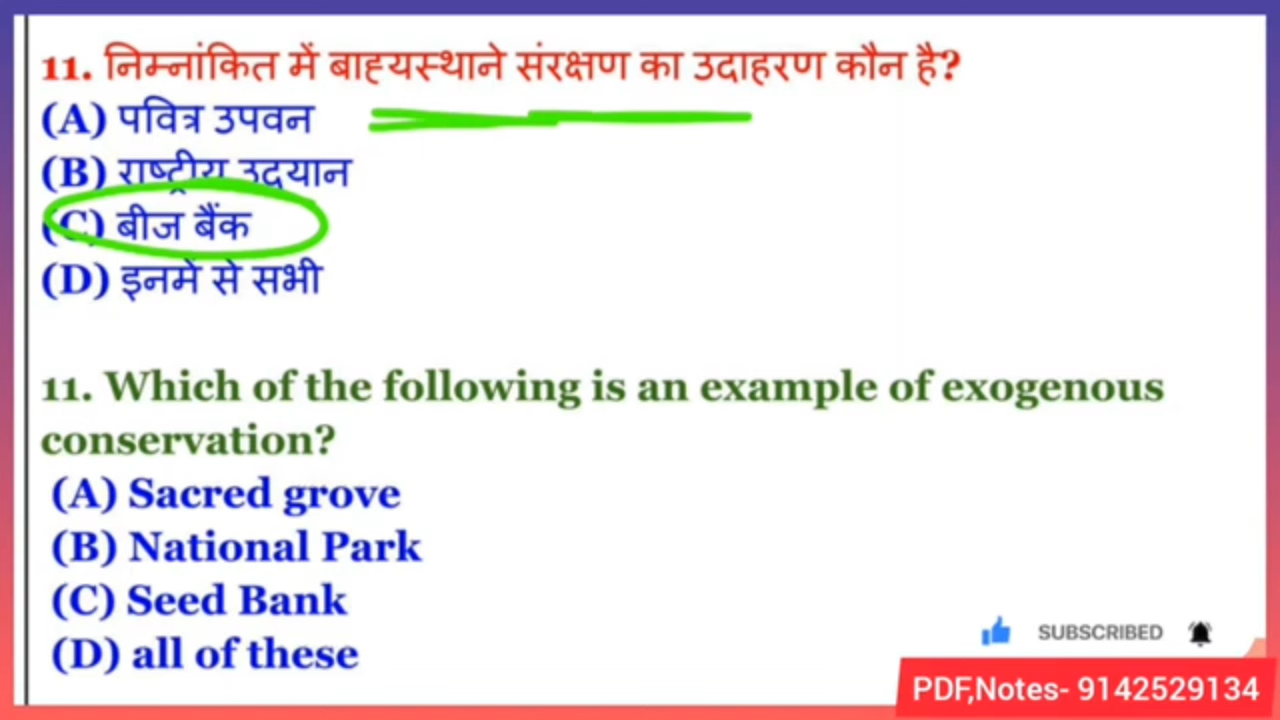 11. निम्नांकित में बाह्यस्थाने संरक्षण का उदाहरण कौन है?
(A) पवित्र उपवन
(B) राष्ट्रीय उद्यान
(C) बीज बैंक
(D) इनमें से सभी
11. Which of the following is an example of exogenous
conservation?
(A) Sacred grove
(B) National Park
(C) Seed Bank
(D) all of these
SUBSCRIBED
PDF,Notes- 9142529134